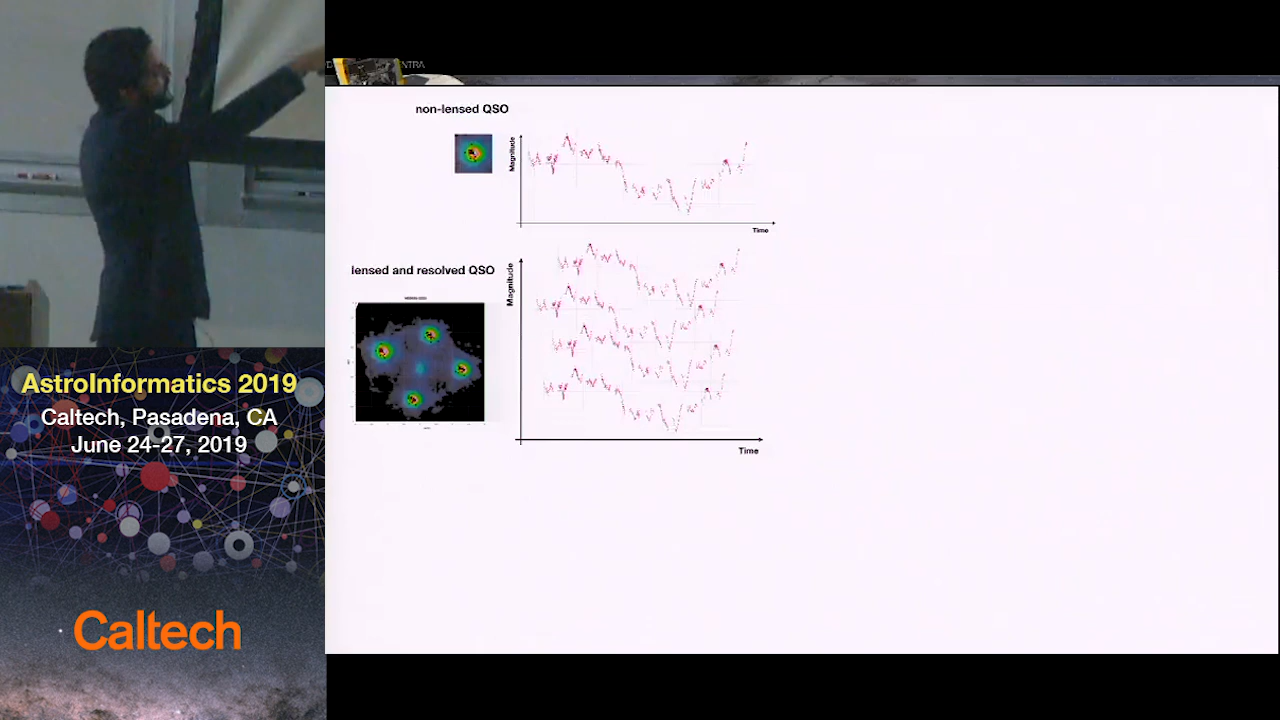 AstroInformatics 2019
Caltech, Pasadena, CA
June 24-27, 2019
Caltech
NTRA
non-lensed QSO
Magnitude
Time
lensed and resolved QSO
Magnitude
Time